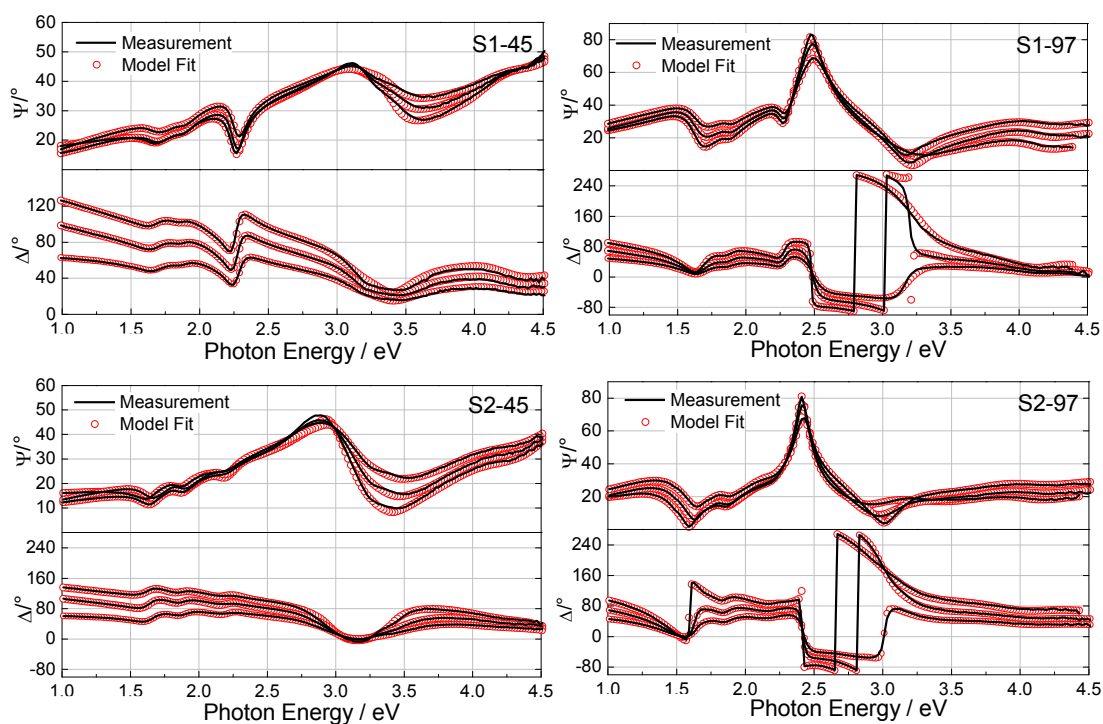 60
50
40
30
20
Ψ/°
Measurement
Model Fit
S1-45
120
80
40
0
Δ/°
1.0 1.5 2.0 2.5 3.0 3.5 4.0 4.5
Photon Energy / eV
80
60
40
20
Ψ/°
Measurement
Model Fit
S1-97
240
160
80
0
-80
Δ/°
1.0 1.5 2.0 2.5 3.0 3.5 4.0 4.5
Photon Energy / eV
60
50
40
30
20
10
Ψ/°
Measurement
Model Fit
S2-45
240
160
80
0
-80
Δ/°
1.0 1.5 2.0 2.5 3.0 3.5 4.0 4.5
Photon Energy / eV
80
60
40
20
Ψ/°
Measurement
Model Fit
S2-97
240
160
80
0
-80
Δ/°
1.0 1.5 2.0 2.5 3.0 3.5 4.0 4.5
Photon Energy / eV